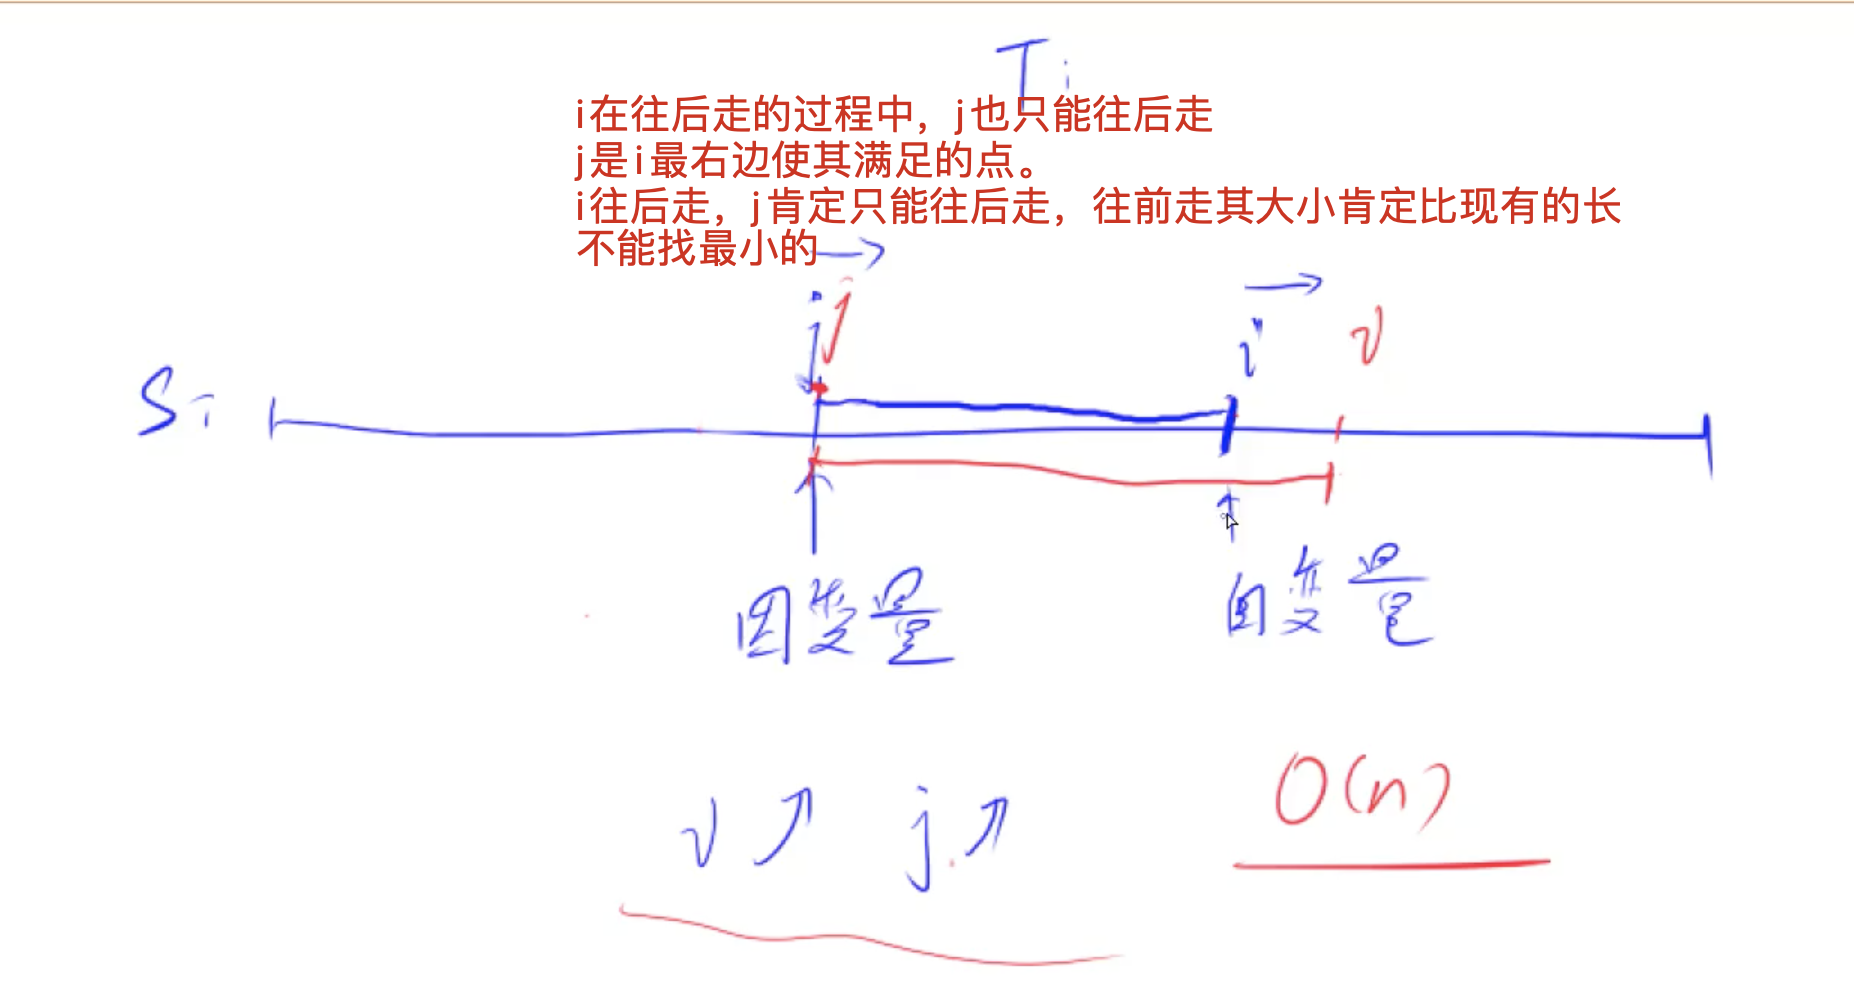 T i
i在往后走的过程中，j也只能往后走
j是i最右边使其满足的点。
i往后走，j肯定只能往后走，往前走其大小肯定比现有的长
不能找最小的
j j i i
S:
因变量 自变量
i ↗ j ↗ O(n)